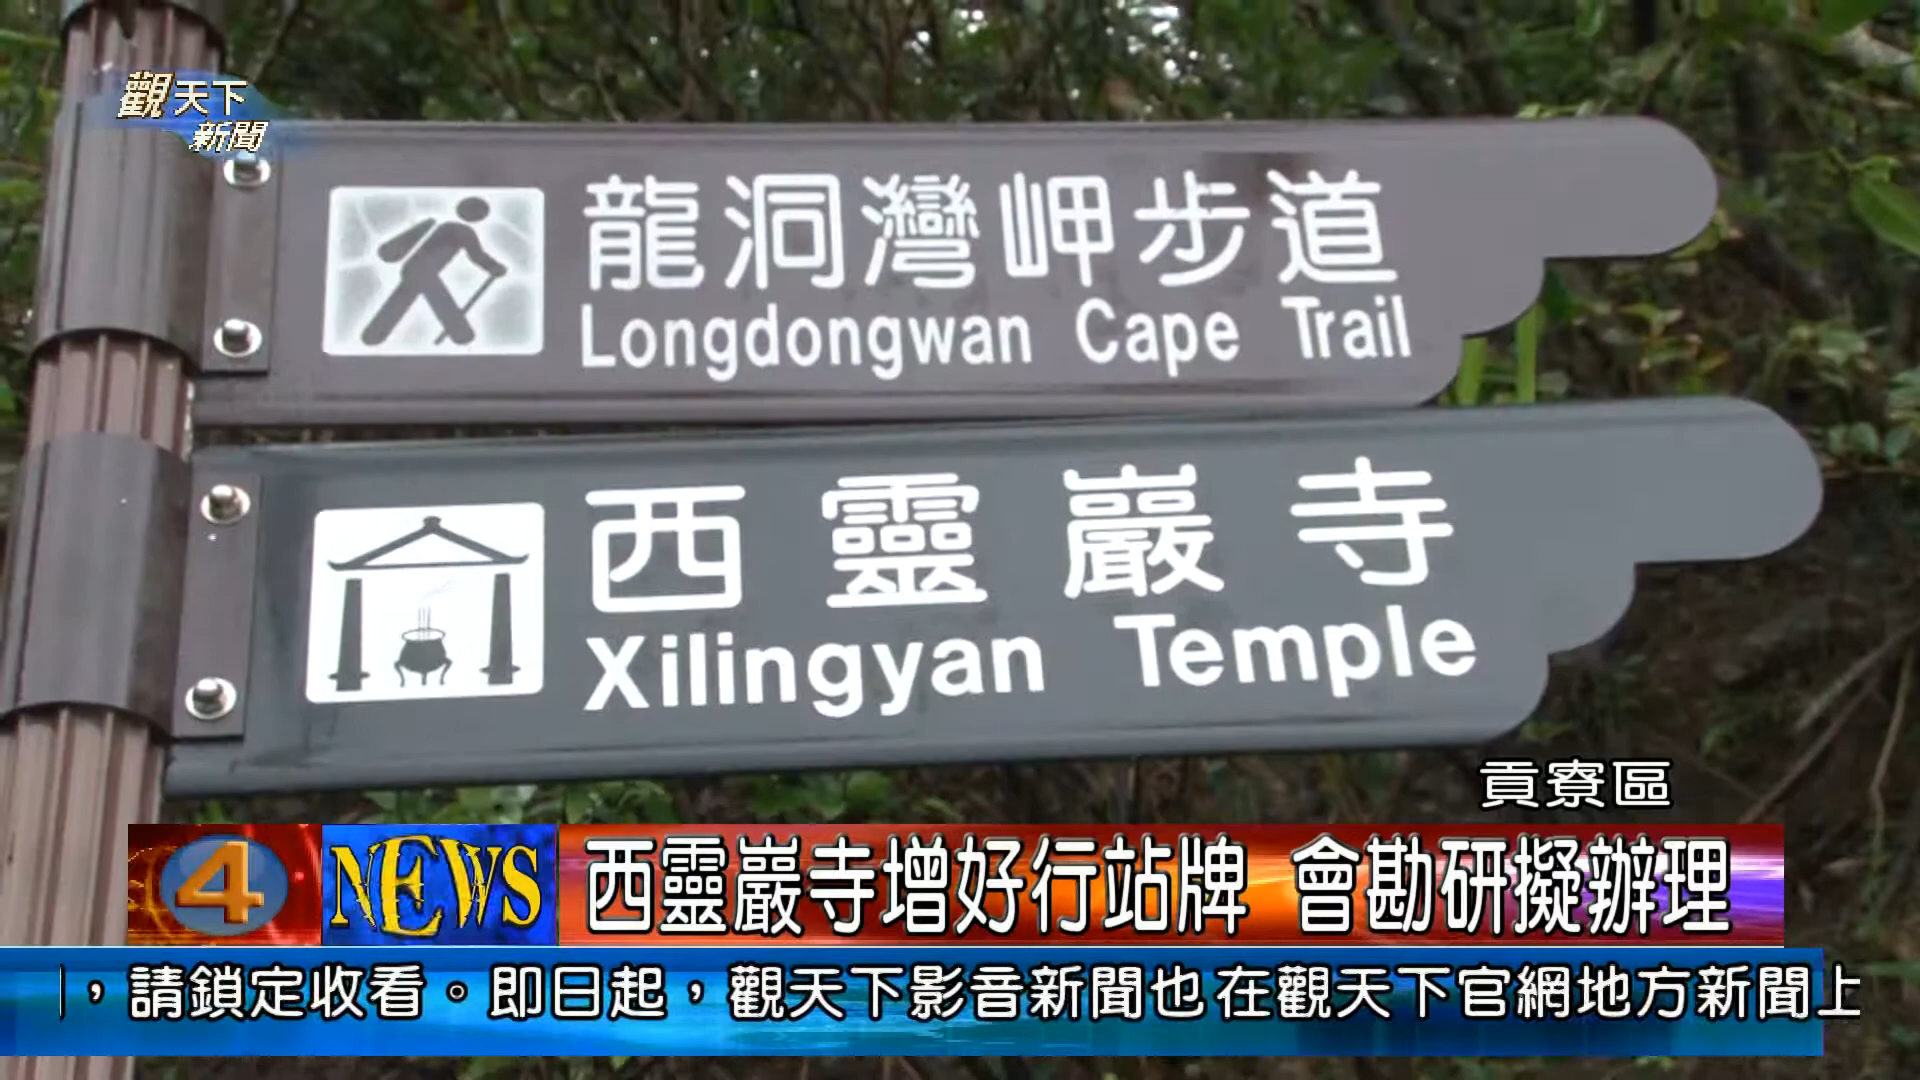 觀天下
新聞
龍洞灣岬步道
Longdongwan Cape Trail
西靈巖寺
Xilingyan Temple
貢寮區
4 NEWS 西靈巖寺增好行站牌 會勘研擬辦理
，請鎖定收看。即日起，觀天下影音新聞也在觀天下官網地方新聞上